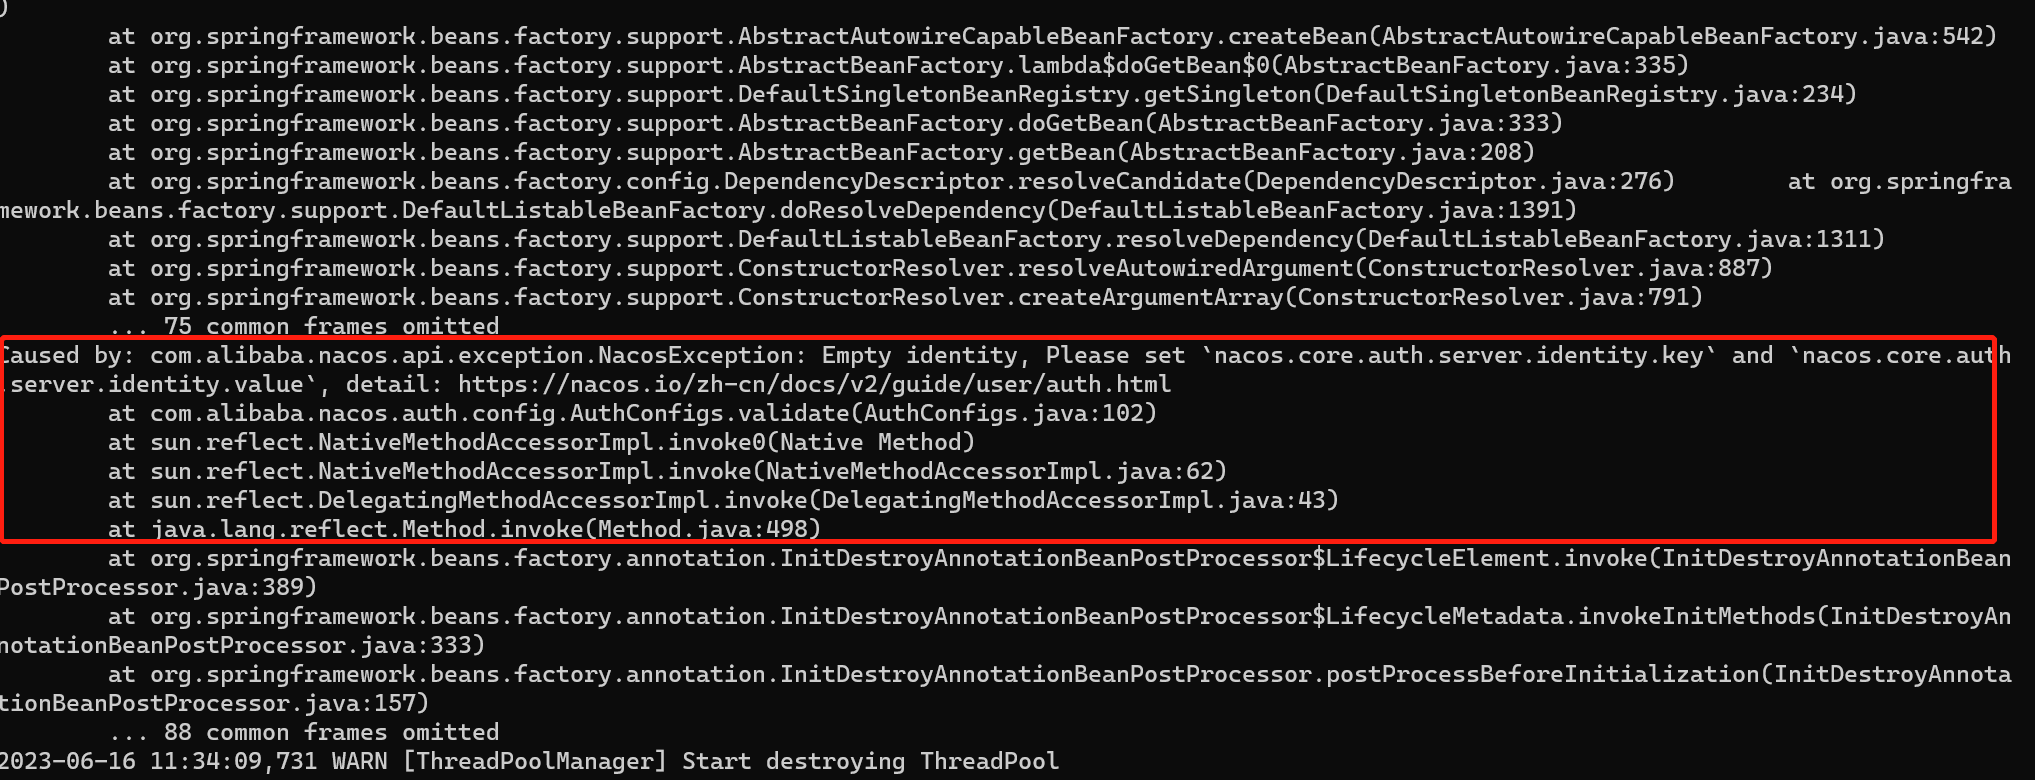 )
at org.springframework.beans.factory.support.AbstractAutowireCapableBeanFactory.createBean(AbstractAutowireCapableBeanFactory.java:542)
at org.springframework.beans.factory.support.AbstractBeanFactory.lambda$doGetBean$0(AbstractBeanFactory.java:335)
at org.springframework.beans.factory.support.DefaultSingletonBeanRegistry.getSingleton(DefaultSingletonBeanRegistry.java:234)
at org.springframework.beans.factory.support.AbstractBeanFactory.doGetBean(AbstractBeanFactory.java:333)
at org.springframework.beans.factory.support.AbstractBeanFactory.getBean(AbstractBeanFactory.java:208)
at org.springframework.beans.factory.config.DependencyDescriptor.resolveCandidate(DependencyDescriptor.java:276)        at org.springfra
mework.beans.factory.support.DefaultListableBeanFactory.doResolveDependency(DefaultListableBeanFactory.java:1391)
at org.springframework.beans.factory.support.DefaultListableBeanFactory.resolveDependency(DefaultListableBeanFactory.java:1311)
at org.springframework.beans.factory.support.ConstructorResolver.resolveAutowiredArgument(ConstructorResolver.java:887)
at org.springframework.beans.factory.support.ConstructorResolver.createArgumentArray(ConstructorResolver.java:791)
... 75 common frames omitted
Caused by: com.alibaba.nacos.api.exception.NacosException: Empty identity, Please set `nacos.core.auth.server.identity.key` and `nacos.core.auth
.server.identity.value`, detail: https://nacos.io/zh-cn/docs/v2/guide/user/auth.html
at com.alibaba.nacos.auth.config.AuthConfigs.validate(AuthConfigs.java:102)
at sun.reflect.NativeMethodAccessorImpl.invoke0(Native Method)
at sun.reflect.NativeMethodAccessorImpl.invoke(NativeMethodAccessorImpl.java:62)
at sun.reflect.DelegatingMethodAccessorImpl.invoke(DelegatingMethodAccessorImpl.java:43)
at java.lang.reflect.Method.invoke(Method.java:498)
at org.springframework.beans.factory.annotation.InitDestroyAnnotationBeanPostProcessor$LifecycleElement.invoke(InitDestroyAnnotationBean
PostProcessor.java:389)
at org.springframework.beans.factory.annotation.InitDestroyAnnotationBeanPostProcessor$LifecycleMetadata.invokeInitMethods(InitDestroyAn
notationBeanPostProcessor.java:333)
at org.springframework.beans.factory.annotation.InitDestroyAnnotationBeanPostProcessor.postProcessBeforeInitialization(InitDestroyAnnota
tionBeanPostProcessor.java:157)
... 88 common frames omitted
2023-06-16 11:34:09,731 WARN [ThreadPoolManager] Start destroying ThreadPool